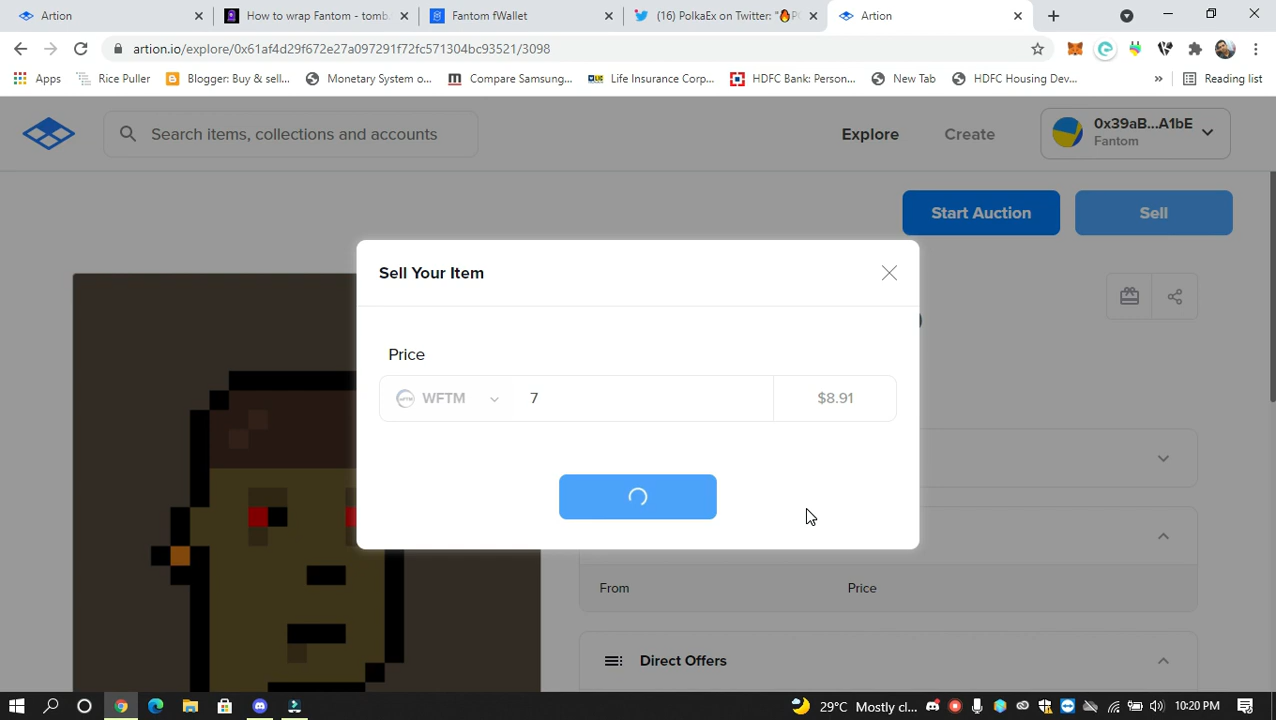 Artion
How to wrap Fantom - tomb
Fantom fWallet
(16) PolkaEx on Twitter: "🔥P
Artion
artion.io/explore/0x61af4d29f672e27a097291f72fc571304bc93521/3098
Apps
Rice Puller
Blogger: Buy & sell...
Monetary System o...
Compare Samsung...
Life Insurance Corp...
HDFC Bank: Person...
New Tab
HDFC Housing Dev...
»
Reading list
Search items, collections and accounts
Explore
Create
0x39aB...A1bE
Fantom
Start Auction
Sell
Sell Your Item
Price
WFTM
7
$8.91
From
Price
Direct Offers
29°C Mostly cl...
10:20 PM